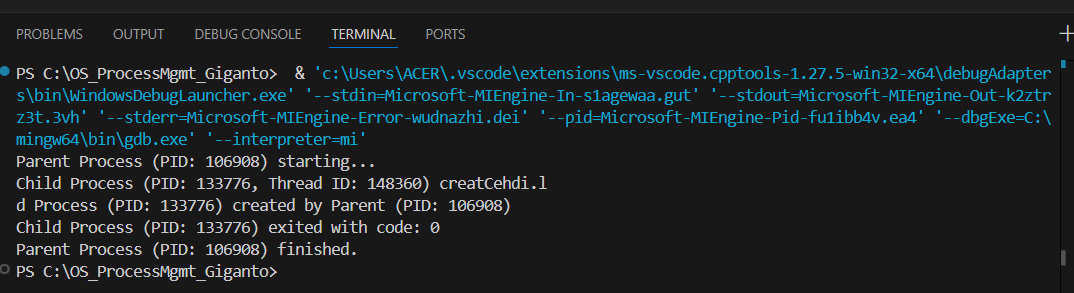 PROBLEMS OUTPUT DEBUG CONSOLE TERMINAL PORTS
PS C:\OS_ProcessMgmt_Giganto>  & 'c:\Users\ACER\.vscode\extensions\ms-vscode.cpptools-1.27.5-win32-x64\debugAdapter
s\bin\WindowsDebugLauncher.exe' '--stdin=Microsoft-MIEngine-In-s1agewaa.gut' '--stdout=Microsoft-MIEngine-Out-k2ztr
z3t.3vh' '--stderr=Microsoft-MIEngine-Error-wudnazhi.dei' '--pid=Microsoft-MIEngine-Pid-fu1ibb4v.ea4' '--dbgExe=C:\
mingw64\bin\gdb.exe' '--interpreter=mi'
Parent Process (PID: 106908) starting...
Child Process (PID: 133776, Thread ID: 148360) creatCehdi.l
d Process (PID: 133776) created by Parent (PID: 106908)
Child Process (PID: 133776) exited with code: 0
Parent Process (PID: 106908) finished.
PS C:\OS_ProcessMgmt_Giganto>